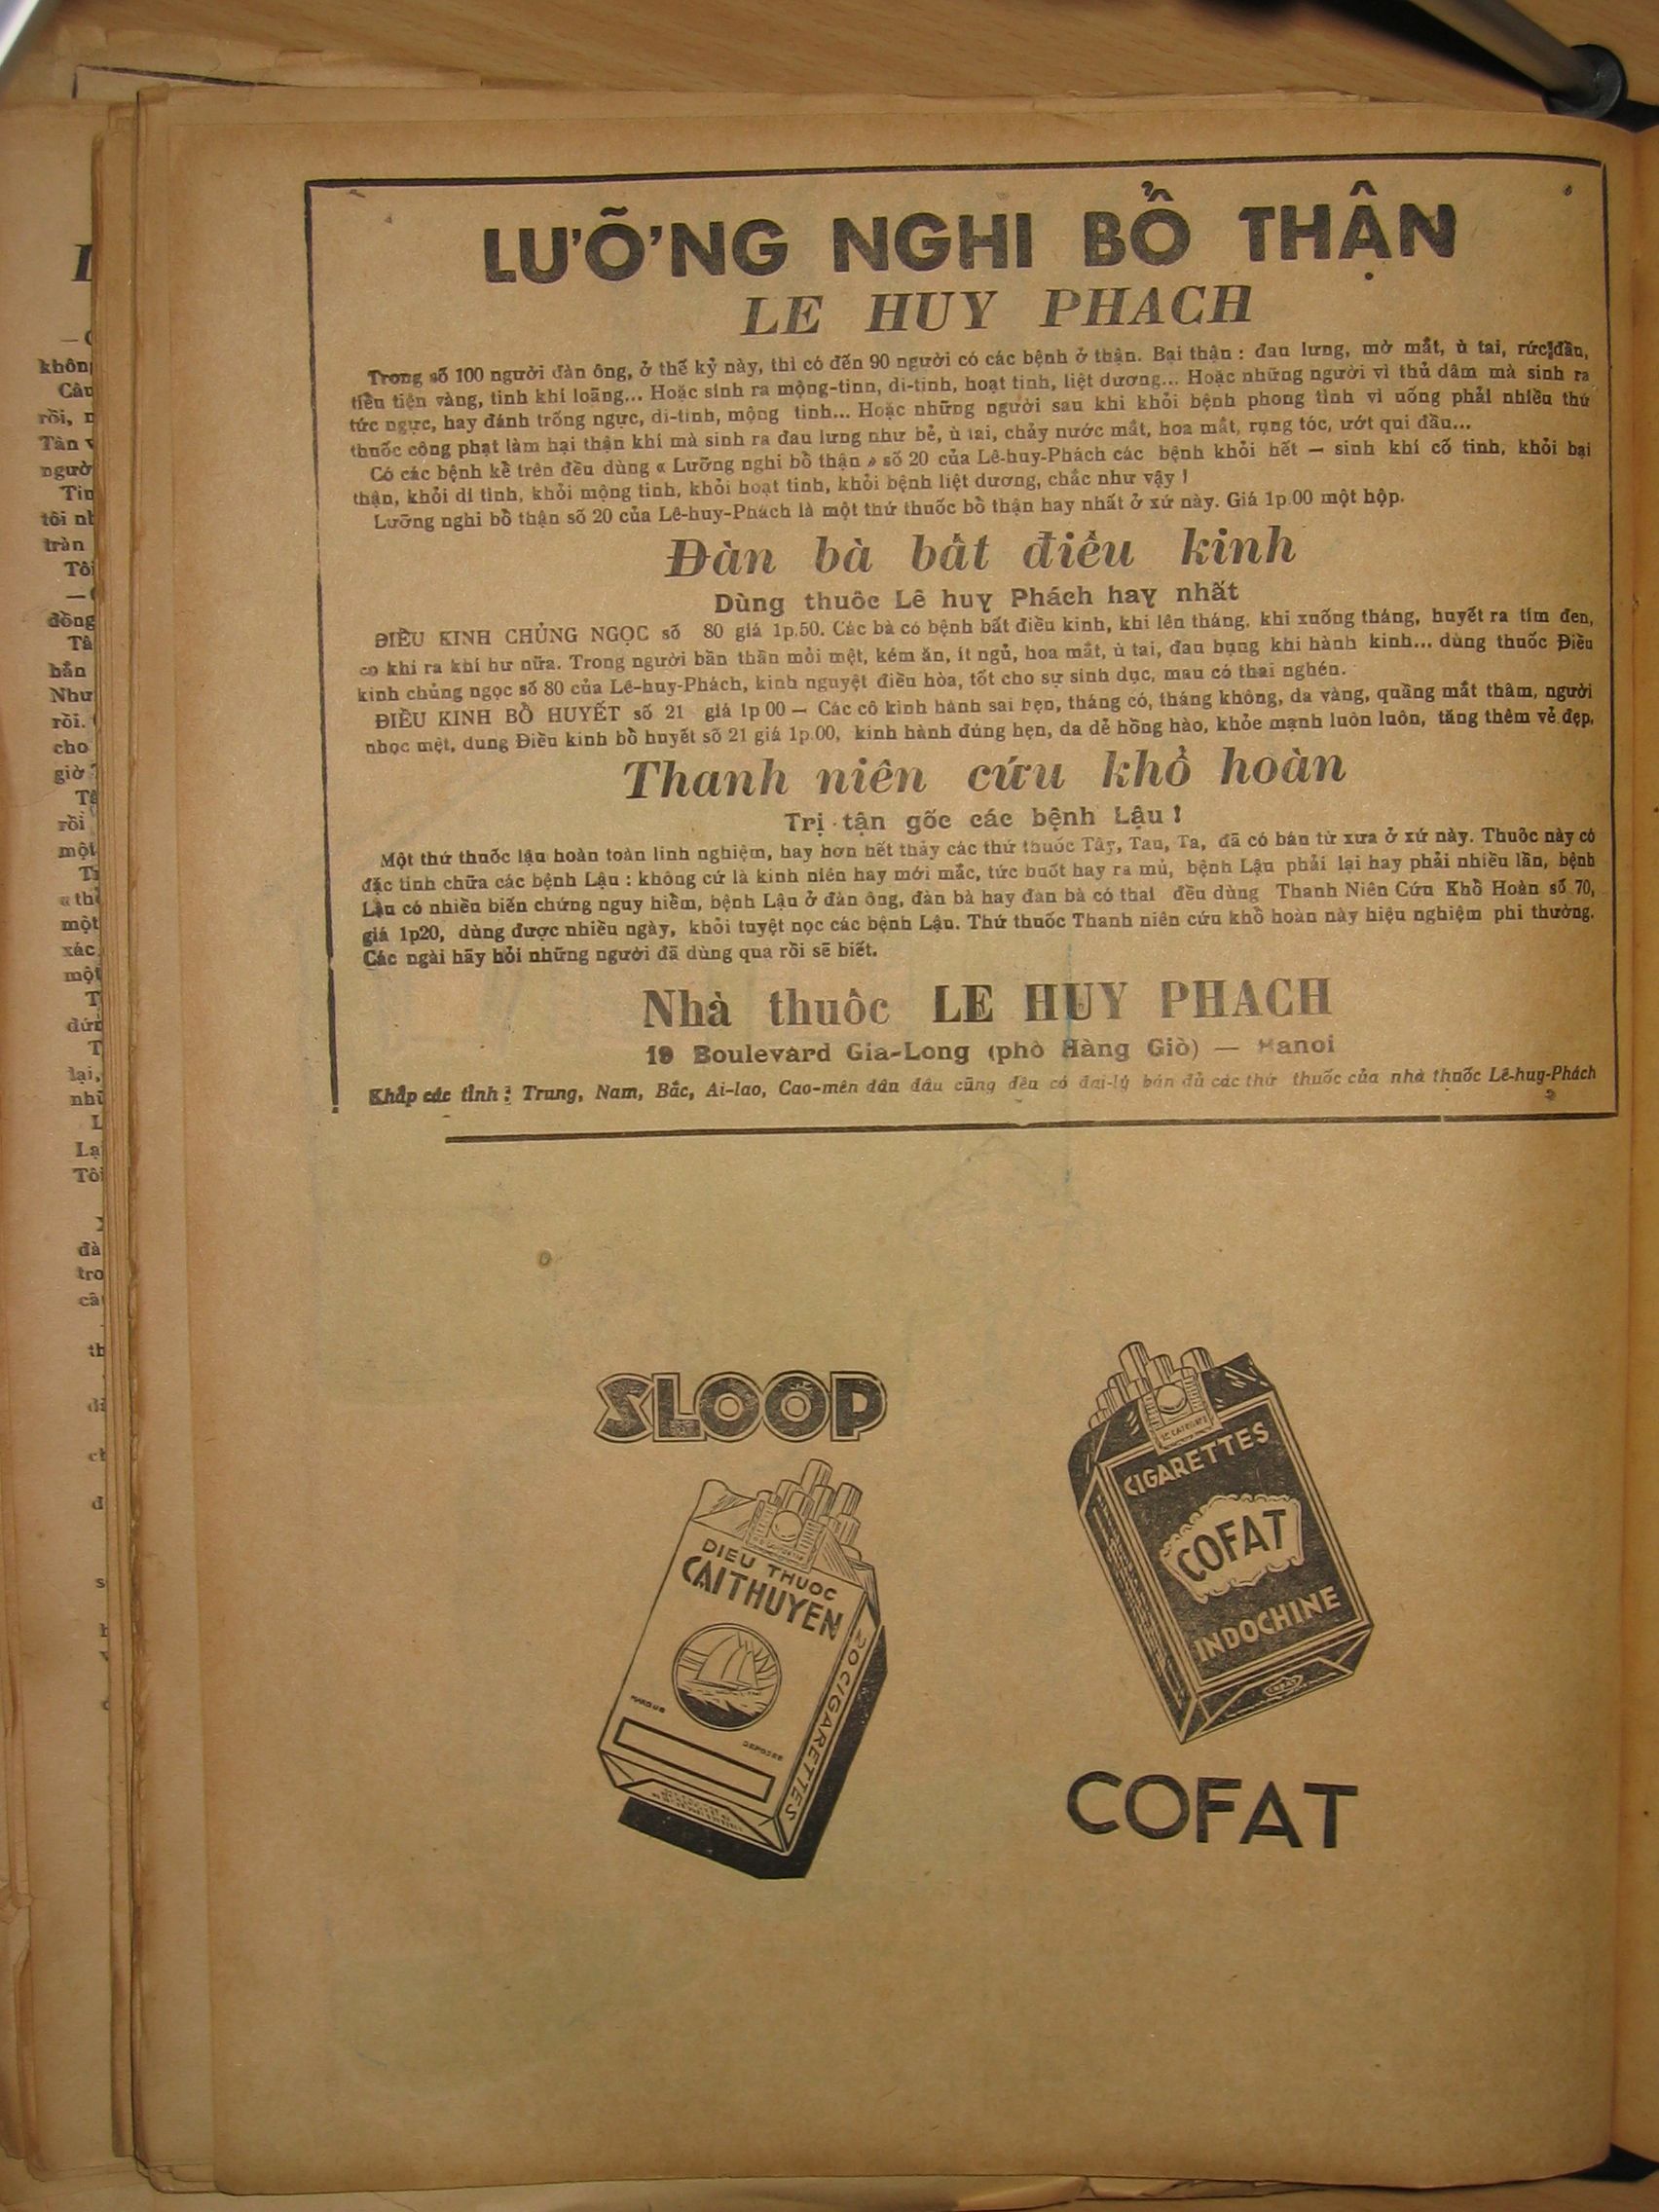 LƯỠNG NGHI BỔ THẬN
LE HUY PHACH
Trong số 100 người đàn ông, ở thế kỷ này, thì có đến 90 người có các bệnh ở thận. Bại thận : đau lưng, mờ mắt, ù tai, rức đầu,
tiểu tiện vàng, tinh khí loãng... Hoặc sinh ra mộng-tinh, di-tinh, hoạt tinh, liệt dương... Hoặc những người vì thủ dâm mà sinh ra
tức ngực, hay đánh trống ngực, di-tinh, mộng tinh... Hoặc những người sau khi khỏi bệnh phong tình vì uống phải nhiều thứ
thuốc công phạt làm hại thận khí mà sinh ra đau lưng như bẻ, ù tai, chảy nước mắt, hoa mắt, rụng tóc, ướt qui đầu...
Có các bệnh kể trên đều dùng « Lưỡng nghi bổ thận » số 20 của Lê-huy-Phách các bệnh khỏi hết — sinh khí cố tinh, khỏi bại
thận, khỏi di tinh, khỏi mộng tinh, khỏi hoạt tinh, khỏi bệnh liệt dương, chắc như vậy !
Lưỡng nghi bổ thận số 20 của Lê-huy-Phách là một thứ thuốc bổ thận hay nhất ở xứ này. Giá 1p.00 một hộp.
Đàn bà bất điều kinh
Dùng thuốc Lê huy Phách hay nhất
ĐIỀU KINH CHỦNG NGỌC số 80 giá 1p.50. Các bà có bệnh bất điều kinh, khi lên tháng, khi xuống tháng, huyết ra tím đen,
có khi ra khí hư nữa. Trong người bần thần mỏi mệt, kém ăn, ít ngủ, hoa mắt, ù tai, đau bụng khi hành kinh... dùng thuốc Điều
kinh chủng ngọc số 80 của Lê-huy-Phách, kinh nguyệt điều hòa, tốt cho sự sinh dục, mau có thai nghén.
ĐIỀU KINH BỔ HUYẾT số 21 giá 1p 00 — Các cô kinh hành sai hẹn, tháng có, tháng không, da vàng, quầng mắt thâm, người
nhọc mệt, dung Điều kinh bổ huyết số 21 giá 1p.00, kinh hành đúng hẹn, da dẻ hồng hào, khỏe mạnh luôn luôn, tăng thêm vẻ đẹp.
Thanh niên cứu khổ hoàn
Trị tận gốc các bệnh Lậu !
Một thứ thuốc lậu hoàn toàn linh nghiệm, hay hơn hết thảy các thứ thuốc Tây, Tau, Ta, đã có bán từ xưa ở xứ này. Thuốc này có
đặc tính chữa các bệnh Lậu : không cứ là kinh niên hay mới mắc, tức buốt hay ra mủ, bệnh Lậu phải lại hay phải nhiều lần, bệnh
Lậu có nhiều biến chứng nguy hiểm, bệnh Lậu ở đàn ông, đàn bà hay đan bà có thai đều dùng Thanh Niên Cứu Khổ Hoàn số 70,
giá 1p20, dùng được nhiều ngày, khỏi tuyệt nọc các bệnh Lậu. Thứ thuốc Thanh niên cứu khổ hoàn này hiệu nghiệm phi thường.
Các ngài hãy hỏi những người đã dùng qua rồi sẽ biết.
Nhà thuốc LE HUY PHACH
19 Boulevard Gia-Long (phố Hàng Giò) — Hanoi
Khắp các tỉnh : Trung, Nam, Bắc, Ai-lao, Cao-mên đâu đâu cũng đều có đại-lý bán đủ các thứ thuốc của nhà thuốc Lê-huy-Phách
SLOOP
DIEU THUOC
CAITHUYEN
MARQUE
DEPOSEE
20 CIGARETTES
CIGARETTES
COFAT
INDOCHINE
COFAT